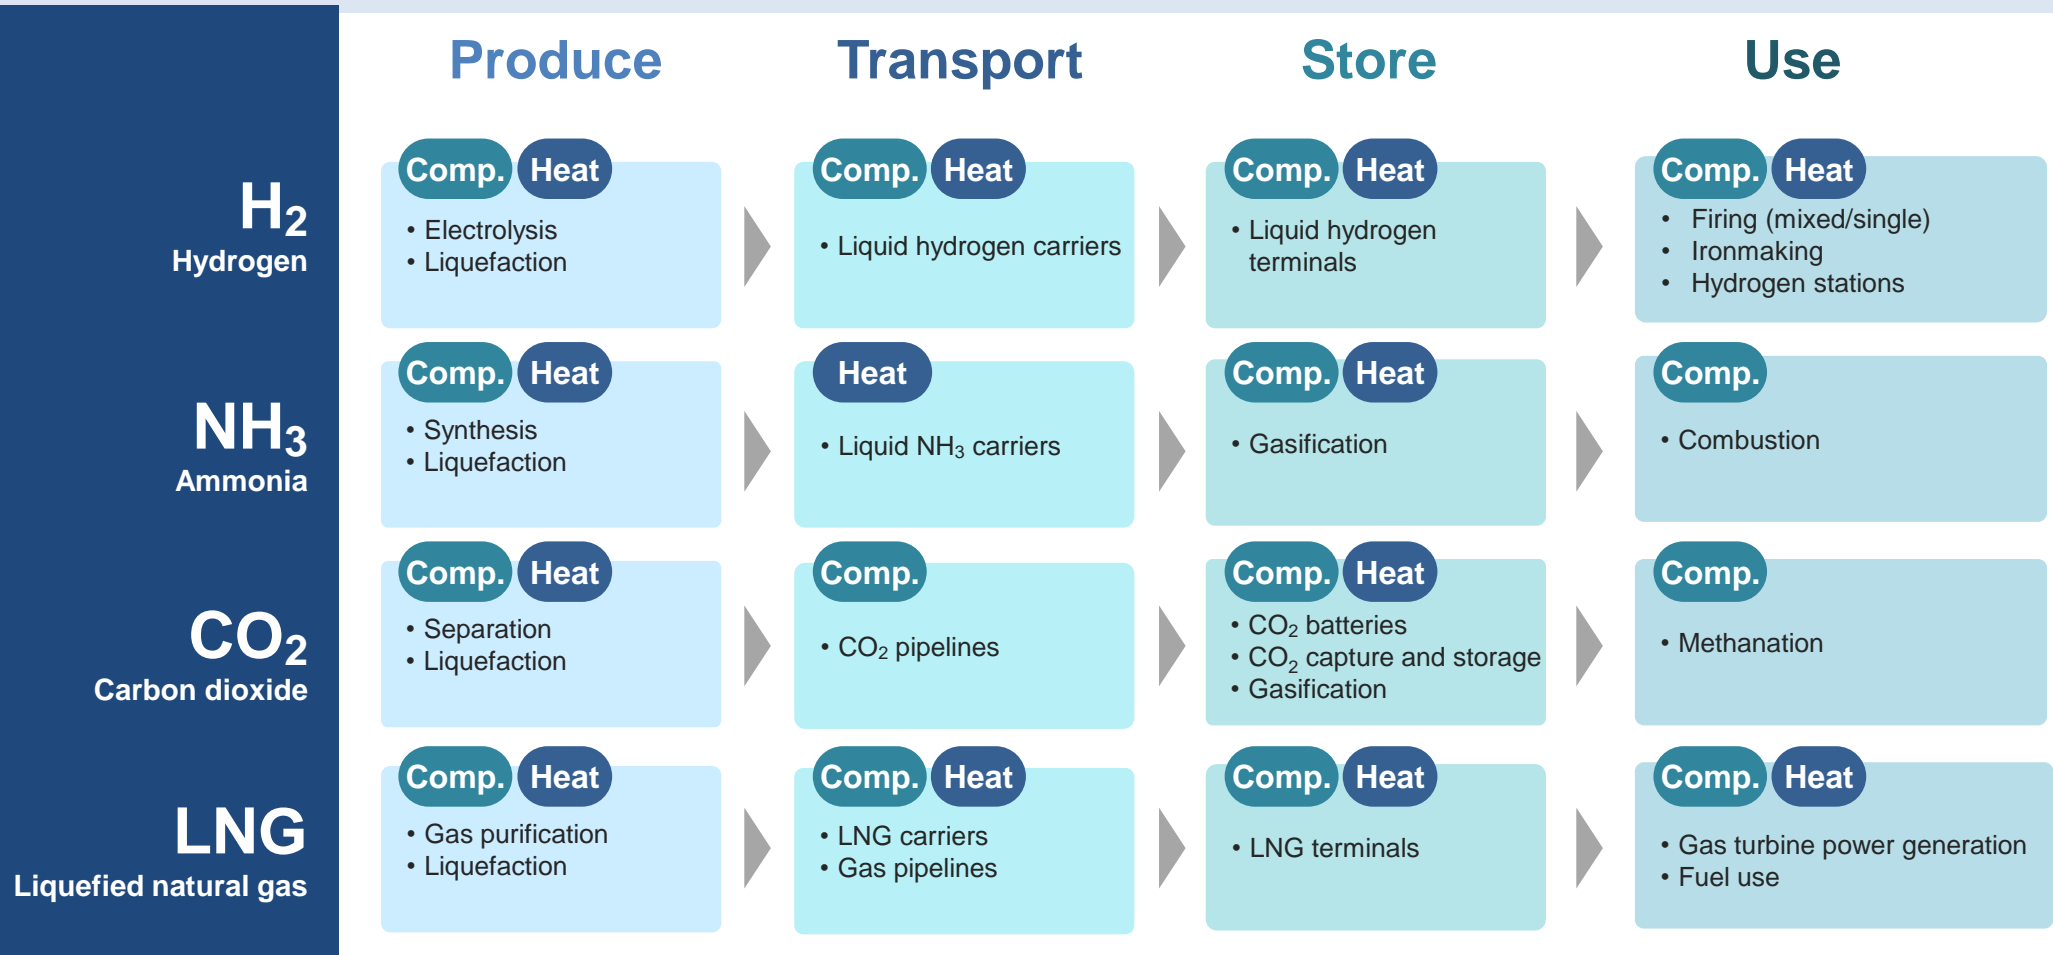 Produce Transport Store Use
H₂
Hydrogen
Comp. Heat
• Electrolysis
• Liquefaction
Comp. Heat
• Liquid hydrogen carriers
Comp. Heat
• Liquid hydrogen
terminals
Comp. Heat
• Firing (mixed/single)
• Ironmaking
• Hydrogen stations
NH₃
Ammonia
Comp. Heat
• Synthesis
• Liquefaction
Heat
• Liquid NH₃ carriers
Comp. Heat
• Gasification
Comp.
• Combustion
CO₂
Carbon dioxide
Comp. Heat
• Separation
• Liquefaction
Comp.
• CO₂ pipelines
Comp. Heat
• CO₂ batteries
• CO₂ capture and storage
• Gasification
Comp.
• Methanation
LNG
Liquefied natural gas
Comp. Heat
• Gas purification
• Liquefaction
Comp. Heat
• LNG carriers
• Gas pipelines
Comp. Heat
• LNG terminals
Comp. Heat
• Gas turbine power generation
• Fuel use